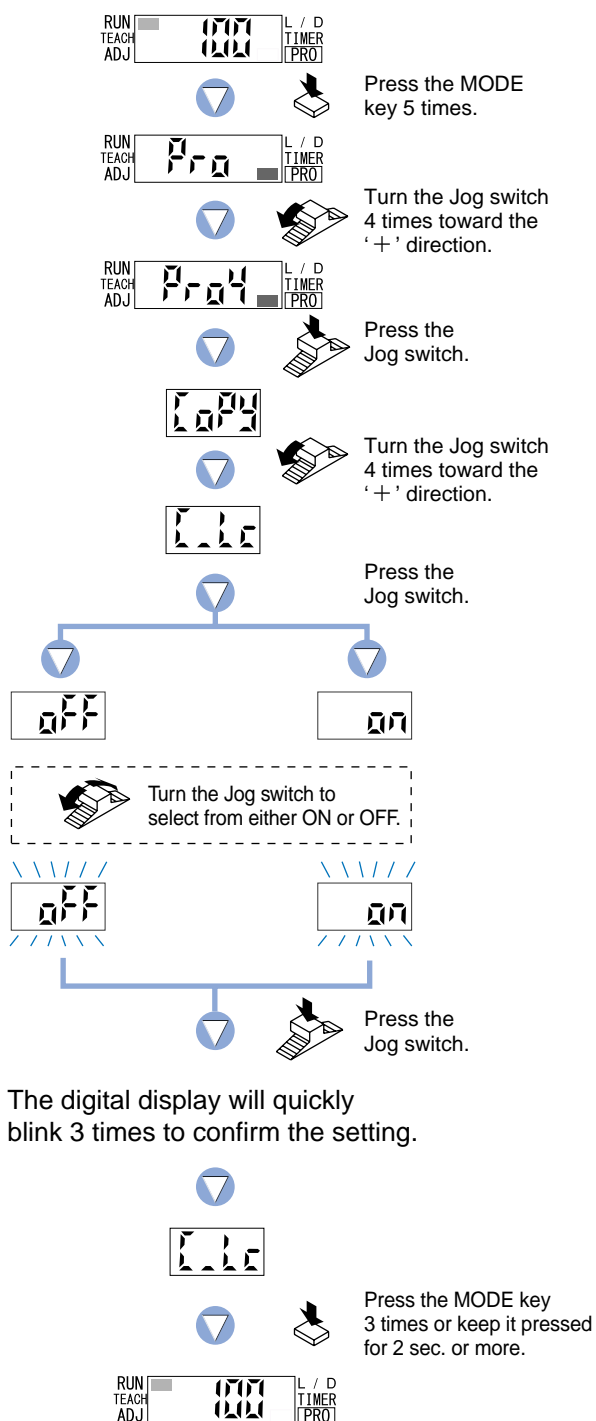 RUN 100 L / D
TEACH TIMER
ADJ PRO
Press the MODE
key 5 times.
RUN Pro L / D
TEACH TIMER
ADJ PRO
Turn the Jog switch
4 times toward the
‘＋’ direction.
RUN Pro4 L / D
TEACH TIMER
ADJ PRO
Press the
Jog switch.
CoPy
Turn the Jog switch
4 times toward the
‘＋’ direction.
C_Lc
Press the
Jog switch.
oFF on
Turn the Jog switch to
select from either ON or OFF.
oFF on
Press the
Jog switch.
The digital display will quickly
blink 3 times to confirm the setting.
C_Lc
Press the MODE key
3 times or keep it pressed
for 2 sec. or more.
RUN 100 L / D
TEACH TIMER
ADJ PRO